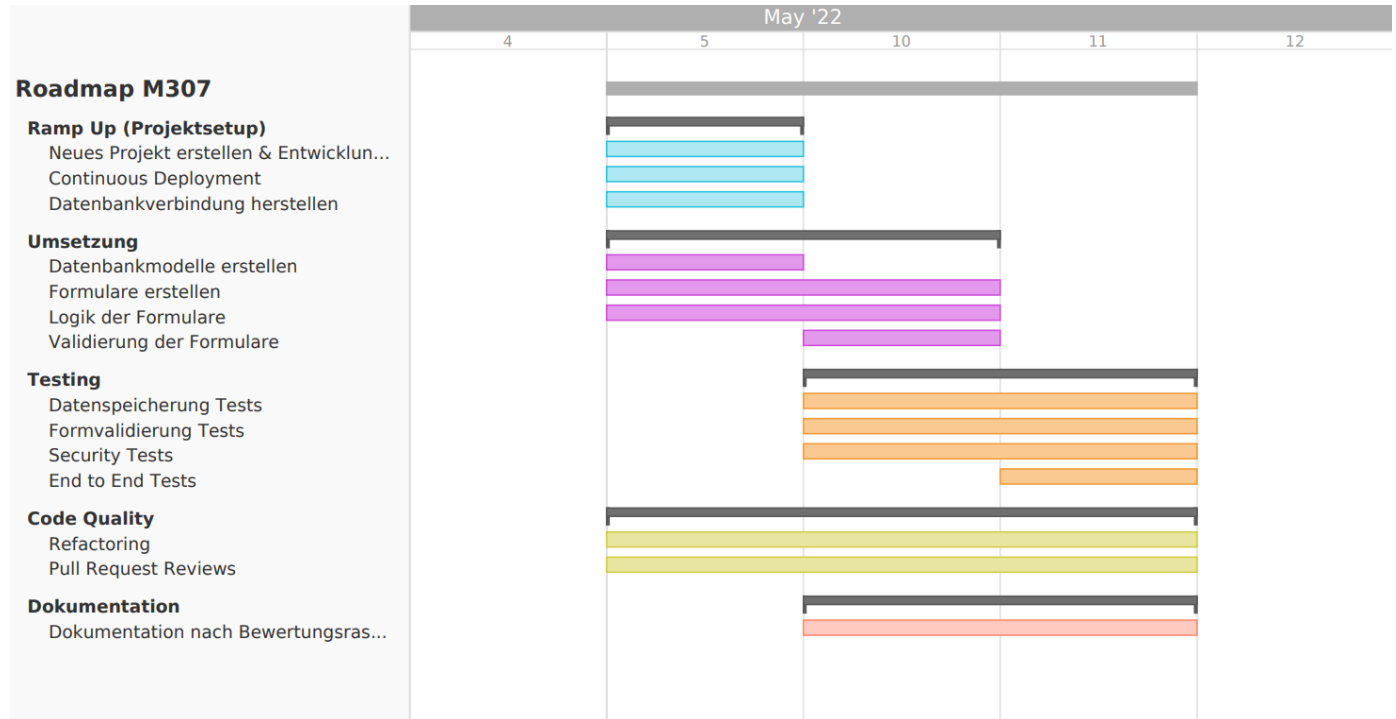 May '22
4 5 10 11 12
Roadmap M307
Ramp Up (Projektsetup)
Neues Projekt erstellen & Entwicklun...
Continuous Deployment
Datenbankverbindung herstellen
Umsetzung
Datenbankmodelle erstellen
Formulare erstellen
Logik der Formulare
Validierung der Formulare
Testing
Datenspeicherung Tests
Formvalidierung Tests
Security Tests
End to End Tests
Code Quality
Refactoring
Pull Request Reviews
Dokumentation
Dokumentation nach Bewertungsras...